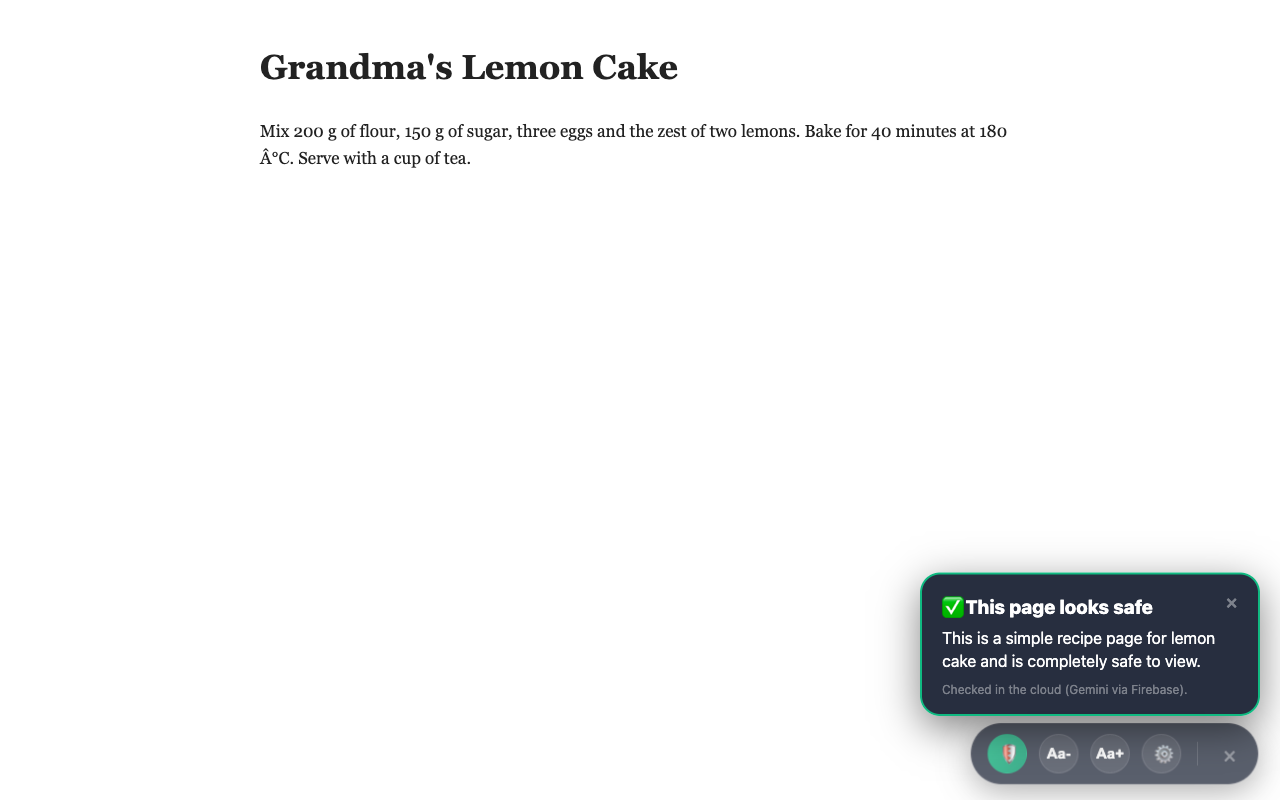 Grandma's Lemon Cake
Mix 200 g of flour, 150 g of sugar, three eggs and the zest of two lemons. Bake for 40 minutes at 180
Â°C. Serve with a cup of tea.
✅This page looks safe
×
This is a simple recipe page for lemon
cake and is completely safe to view.
Checked in the cloud (Gemini via Firebase).
Aa- Aa+ ×